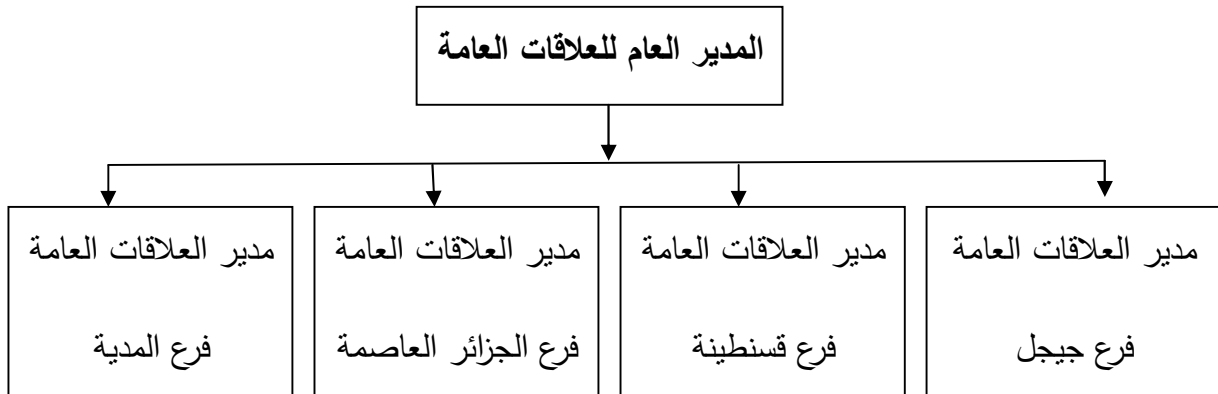 المدير العام للعلاقات العامة
مدير العلاقات العامة
فرع جيجل
مدير العلاقات العامة
فرع قسنطينة
مدير العلاقات العامة
فرع الجزائر العاصمة
مدير العلاقات العامة
فرع المدية